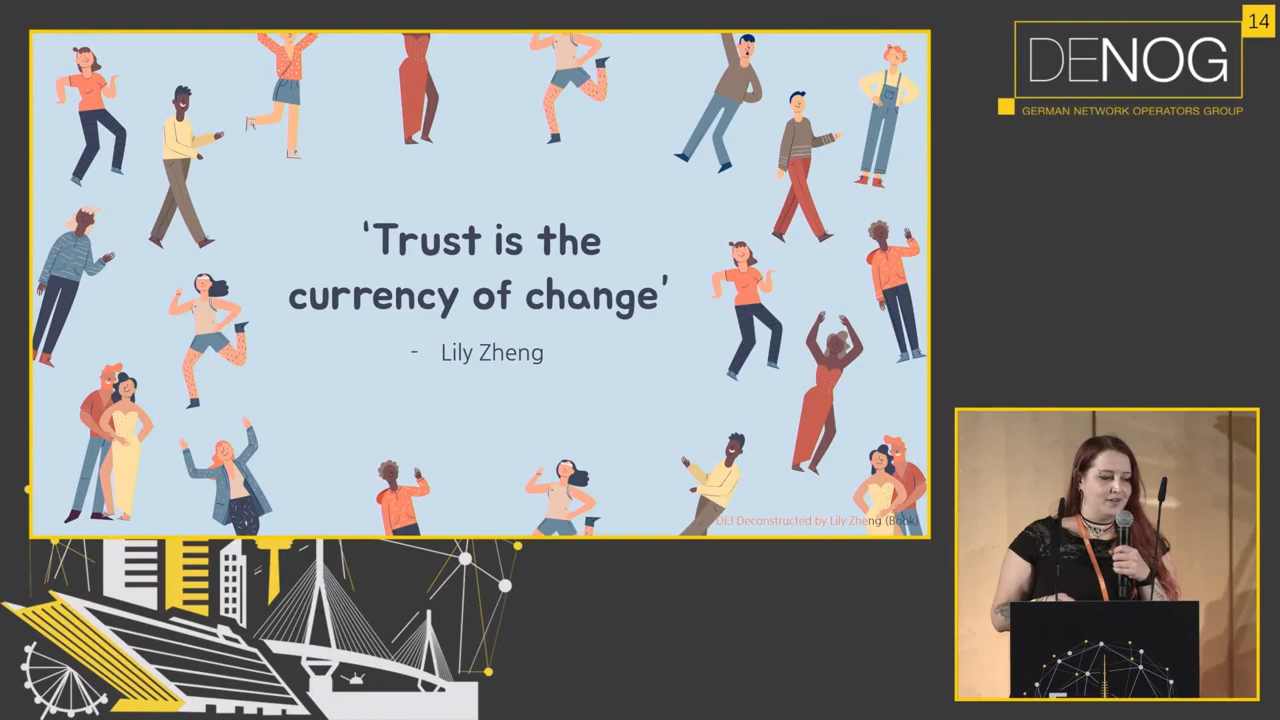 14
DENOG
GERMAN NETWORK OPERATORS GROUP
‘Trust is the
currency of change’
- Lily Zheng
DEI Deconstructed by Lily Zheng (Book)